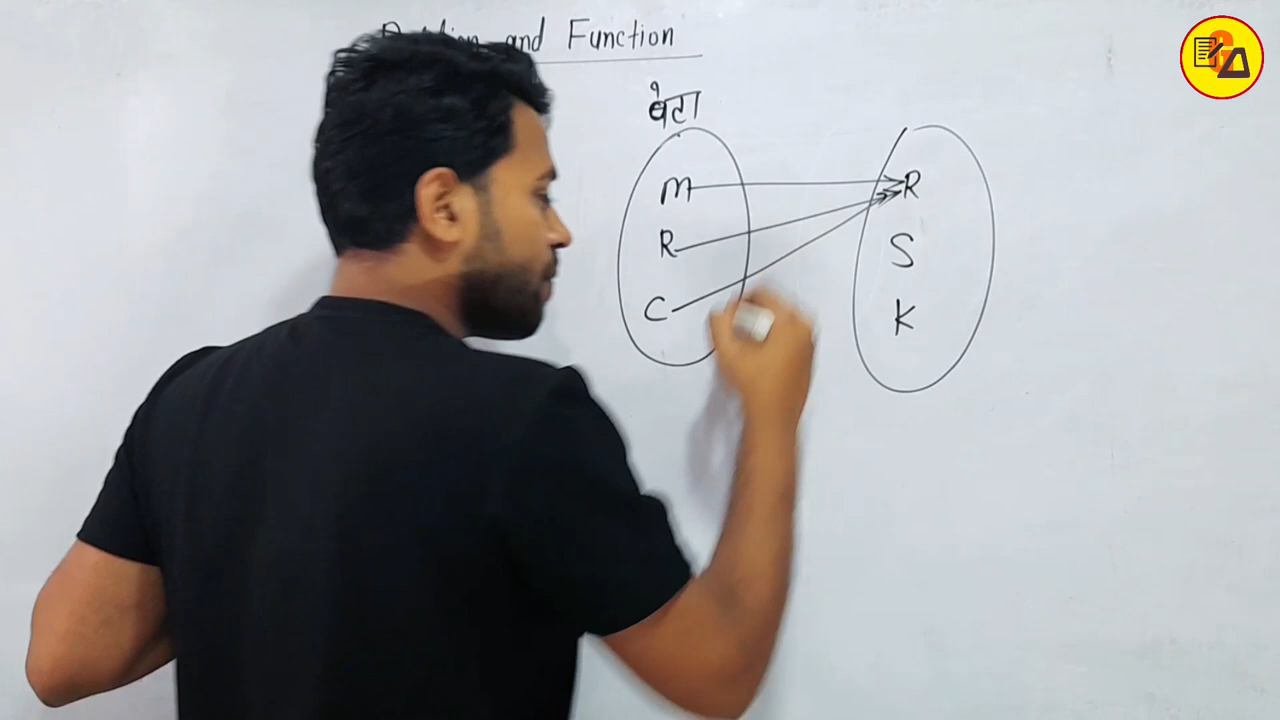 and Function
बेटा
M R
R S
C K